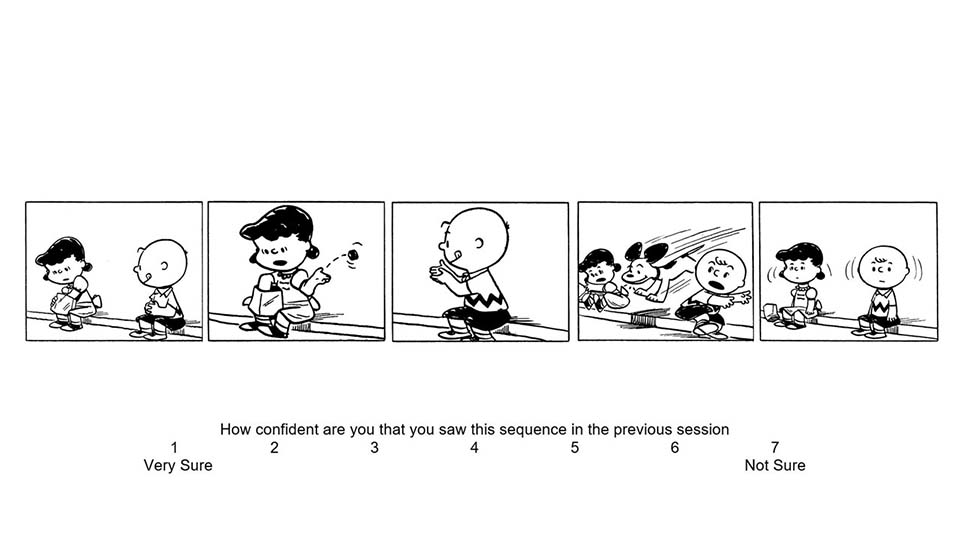 How confident are you that you saw this sequence in the previous session
1 2 3 4 5 6 7
Very Sure Not Sure